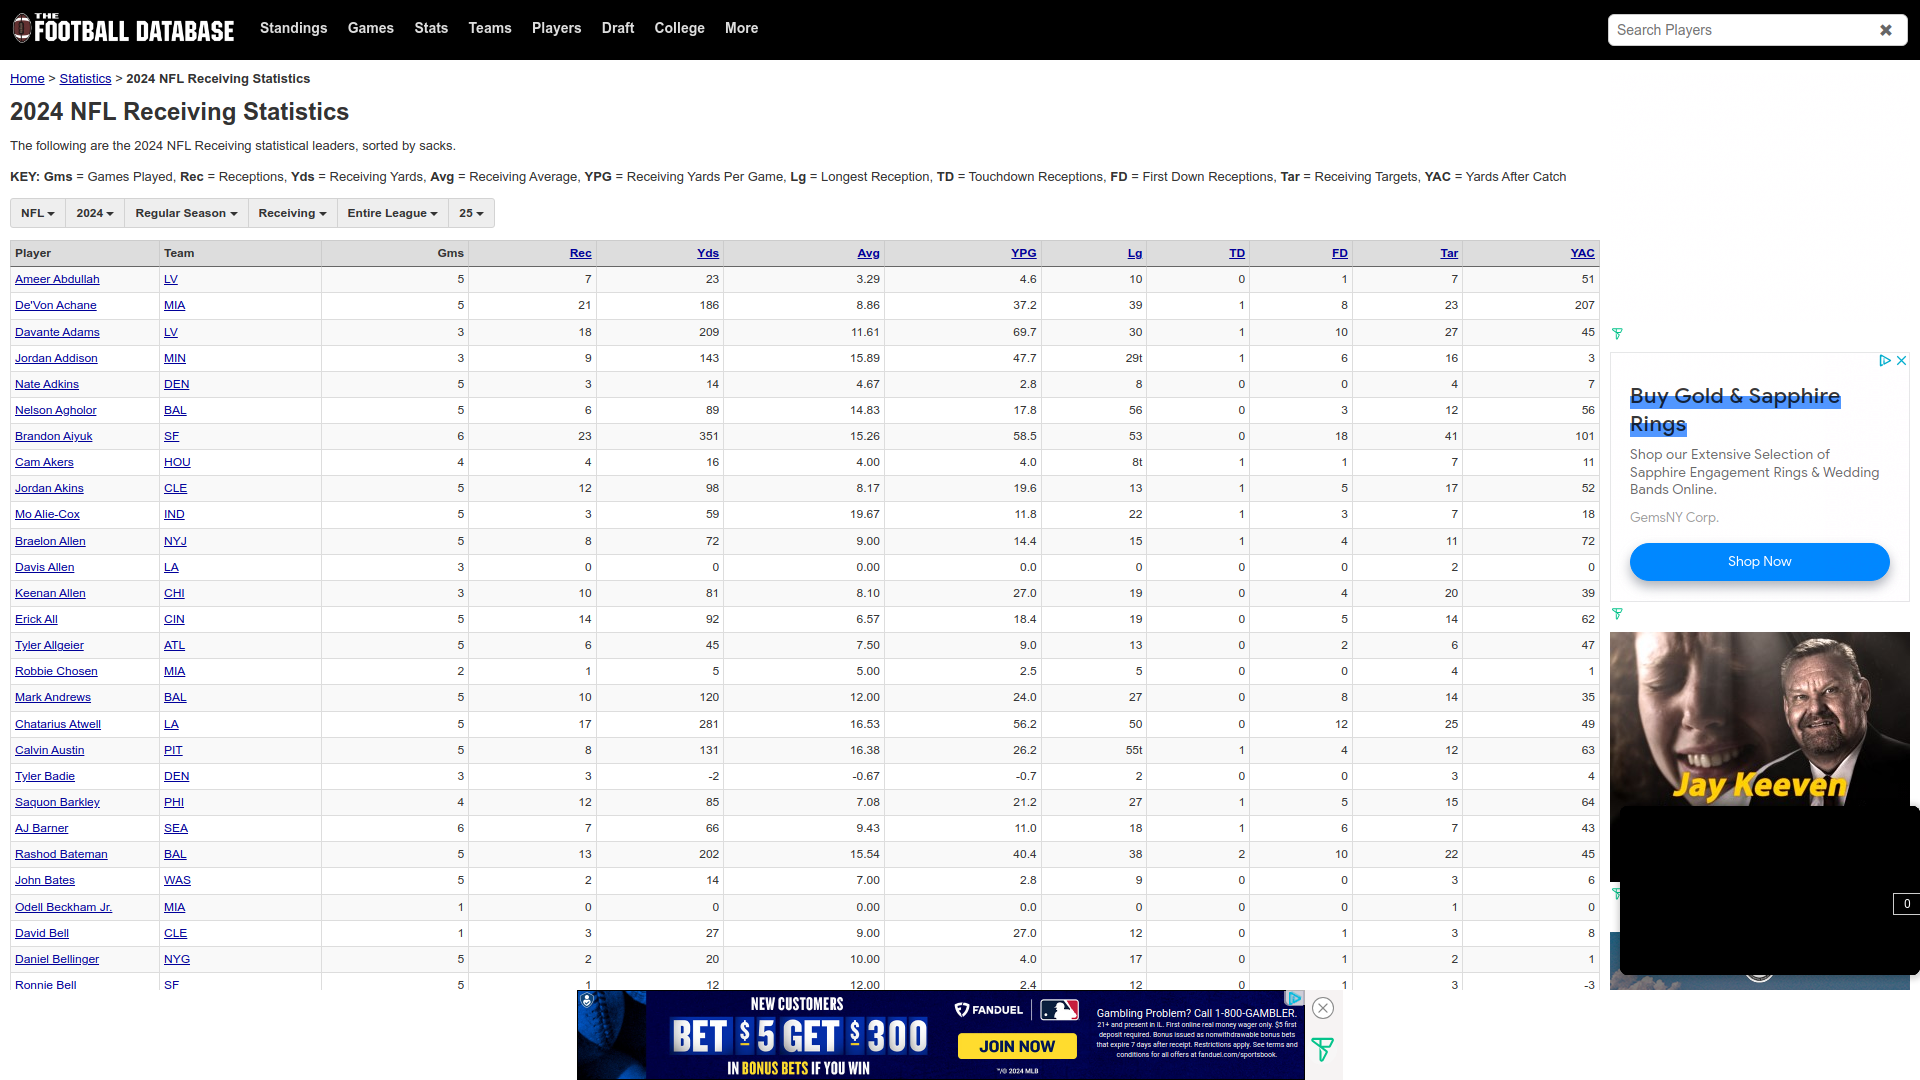 THE FOOTBALL DATABASE Standings Games Stats Teams Players Draft College More Search Players ✖
Home > Statistics > 2024 NFL Receiving Statistics
2024 NFL Receiving Statistics
The following are the 2024 NFL Receiving statistical leaders, sorted by sacks.
KEY: Gms = Games Played, Rec = Receptions, Yds = Receiving Yards, Avg = Receiving Average, YPG = Receiving Yards Per Game, Lg = Longest Reception, TD = Touchdown Receptions, FD = First Down Receptions, Tar = Receiving Targets, YAC = Yards After Catch
NFL 2024 Regular Season Receiving Entire League 25
Player Team Gms Rec Yds Avg YPG Lg TD FD Tar YAC
Ameer Abdullah LV 5 7 23 3.29 4.6 10 0 1 7 51
De'Von Achane MIA 5 21 186 8.86 37.2 39 1 8 23 207
Davante Adams LV 3 18 209 11.61 69.7 30 1 10 27 45
Jordan Addison MIN 3 9 143 15.89 47.7 29t 1 6 16 3
Nate Adkins DEN 5 3 14 4.67 2.8 8 0 0 4 7
Nelson Agholor BAL 5 6 89 14.83 17.8 56 0 3 12 56
Brandon Aiyuk SF 6 23 351 15.26 58.5 53 0 18 41 101
Cam Akers HOU 4 4 16 4.00 4.0 8t 1 1 7 11
Jordan Akins CLE 5 12 98 8.17 19.6 13 1 5 17 52
Mo Alie-Cox IND 5 3 59 19.67 11.8 22 1 3 7 18
Braelon Allen NYJ 5 8 72 9.00 14.4 15 1 4 11 72
Davis Allen LA 3 0 0 0.00 0.0 0 0 0 2 0
Keenan Allen CHI 3 10 81 8.10 27.0 19 0 4 20 39
Erick All CIN 5 14 92 6.57 18.4 19 0 5 14 62
Tyler Allgeier ATL 5 6 45 7.50 9.0 13 0 2 6 47
Robbie Chosen MIA 2 1 5 5.00 2.5 5 0 0 4 1
Mark Andrews BAL 5 10 120 12.00 24.0 27 0 8 14 35
Chatarius Atwell LA 5 17 281 16.53 56.2 50 0 12 25 49
Calvin Austin PIT 5 8 131 16.38 26.2 55t 1 4 12 63
Tyler Badie DEN 3 3 -2 -0.67 -0.7 2 0 0 3 4
Saquon Barkley PHI 4 12 85 7.08 21.2 27 1 5 15 64
AJ Barner SEA 6 7 66 9.43 11.0 18 1 6 7 43
Rashod Bateman BAL 5 13 202 15.54 40.4 38 2 10 22 45
John Bates WAS 5 2 14 7.00 2.8 9 0 0 3 6
Odell Beckham Jr. MIA 1 0 0 0.00 0.0 0 0 0 1 0
David Bell CLE 1 3 27 9.00 27.0 12 0 1 3 8
Daniel Bellinger NYG 5 2 20 10.00 4.0 17 0 1 2 1
Ronnie Bell SF 5 1 12 12.00 2.4 12 0 1 3 -3
Buy Gold & Sapphire
Rings
Shop our Extensive Selection of
Sapphire Engagement Rings & Wedding
Bands Online.
GemsNY Corp.
Shop Now
Jay Keeven
0
NEW CUSTOMERS
BET $5 GET $300
IN BONUS BETS IF YOU WIN
FANDUEL
JOIN NOW
™/© 2024 MLB
Gambling Problem? Call 1-800-GAMBLER.
21+ and present in IL. First online real money wager only. $5 first
deposit required. Bonus issued as nonwithdrawable bonus bets
that expire 7 days after receipt. Restrictions apply. See terms and
conditions for all offers at fanduel.com/sportsbook.